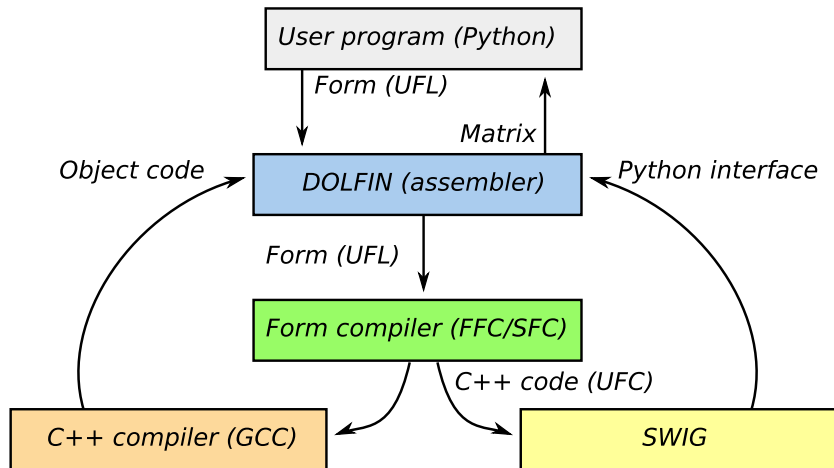 User program (Python)
Form (UFL)
Matrix
Object code
Python interface
DOLFIN (assembler)
Form (UFL)
Form compiler (FFC/SFC)
C++ code (UFC)
C++ compiler (GCC)
SWIG